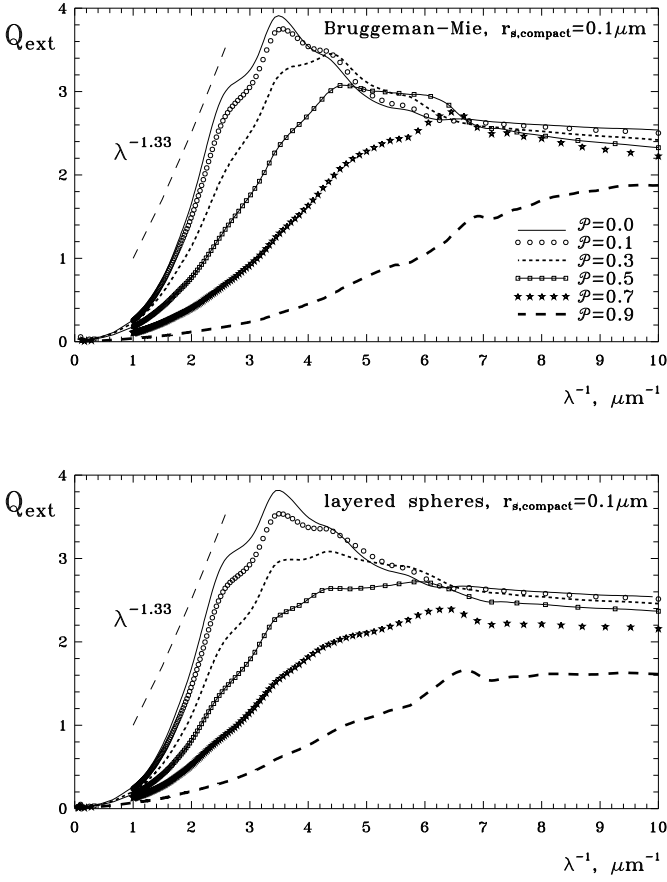 4
Bruggeman−Mie, r_s,compact=0.1μm
Q_ext
3
λ^−1.33
2
𝒫=0.0
𝒫=0.1
1
𝒫=0.3
𝒫=0.5
𝒫=0.7
𝒫=0.9
0
0 1 2 3 4 5 6 7 8 9 10
λ^−1, μm^−1
4
layered spheres, r_s,compact=0.1μm
Q_ext
3
λ^−1.33
2
1
0
0 1 2 3 4 5 6 7 8 9 10
λ^−1, μm^−1